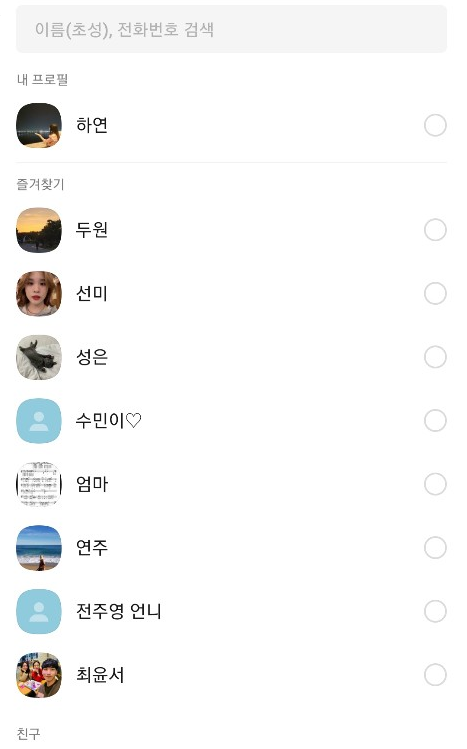 이름(초성), 전화번호 검색
내 프로필
하연
즐겨찾기
두원
선미
성은
수민이♡
엄마
연주
전주영 언니
최윤서
친구